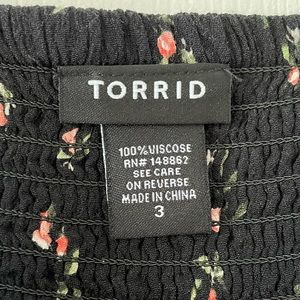 TORRID
100%VISCOSE
RN# 148862
SEE CARE
ON REVERSE
MADE IN CHINA
3